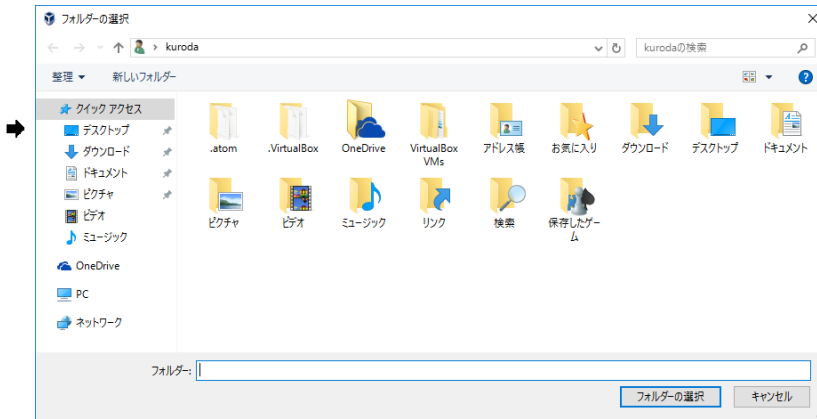 フォルダーの選択
kuroda
kurodaの検索
整理
新しいフォルダー
クイック アクセス
デスクトップ
ダウンロード
ドキュメント
ピクチャ
ビデオ
ミュージック
OneDrive
PC
ネットワーク
.atom
.VirtualBox
OneDrive
VirtualBox
VMs
アドレス帳
お気に入り
ダウンロード
デスクトップ
ドキュメント
ピクチャ
ビデオ
ミュージック
リンク
検索
保存したゲー
ム
フォルダー:
フォルダーの選択
キャンセル